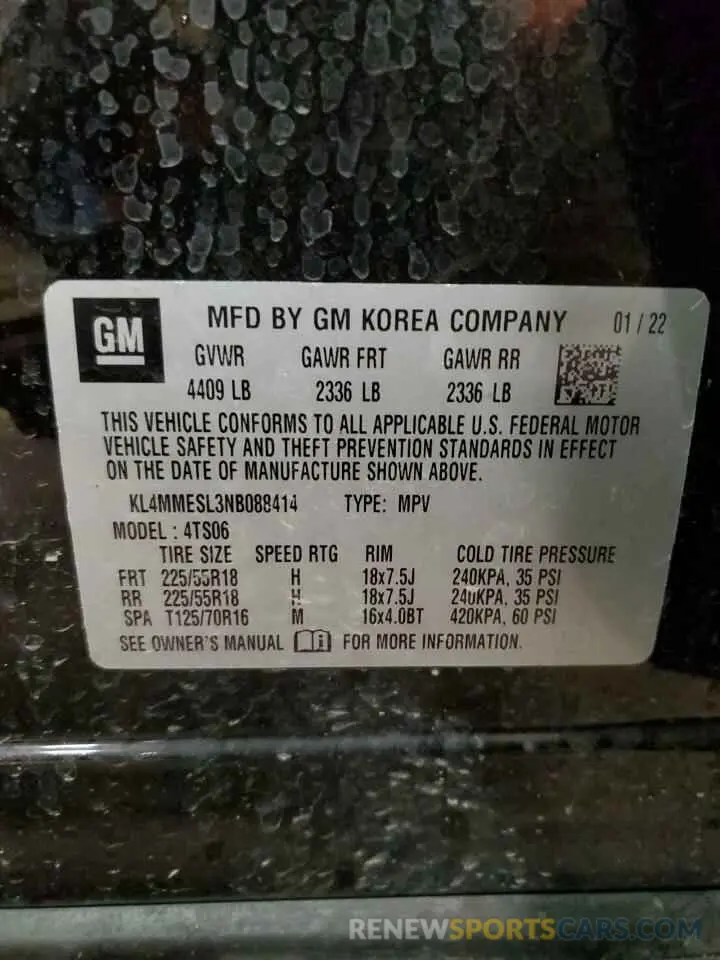 GM MFD BY GM KOREA COMPANY 01 / 22
GVWR GAWR FRT GAWR RR
4409 LB 2336 LB 2336 LB
THIS VEHICLE CONFORMS TO ALL APPLICABLE U.S. FEDERAL MOTOR
VEHICLE SAFETY AND THEFT PREVENTION STANDARDS IN EFFECT
ON THE DATE OF MANUFACTURE SHOWN ABOVE.
KL4MMESL3NB088414 TYPE: MPV
MODEL : 4TS06
TIRE SIZE SPEED RTG RIM COLD TIRE PRESSURE
FRT 225/55R18 H 18x7.5J 240KPA, 35 PSI
RR 225/55R18 H 18x7.5J 240KPA, 35 PSI
SPA T125/70R16 M 16x4.0BT 420KPA, 60 PSI
SEE OWNER'S MANUAL FOR MORE INFORMATION.
RENEWSPORTSCARS.COM